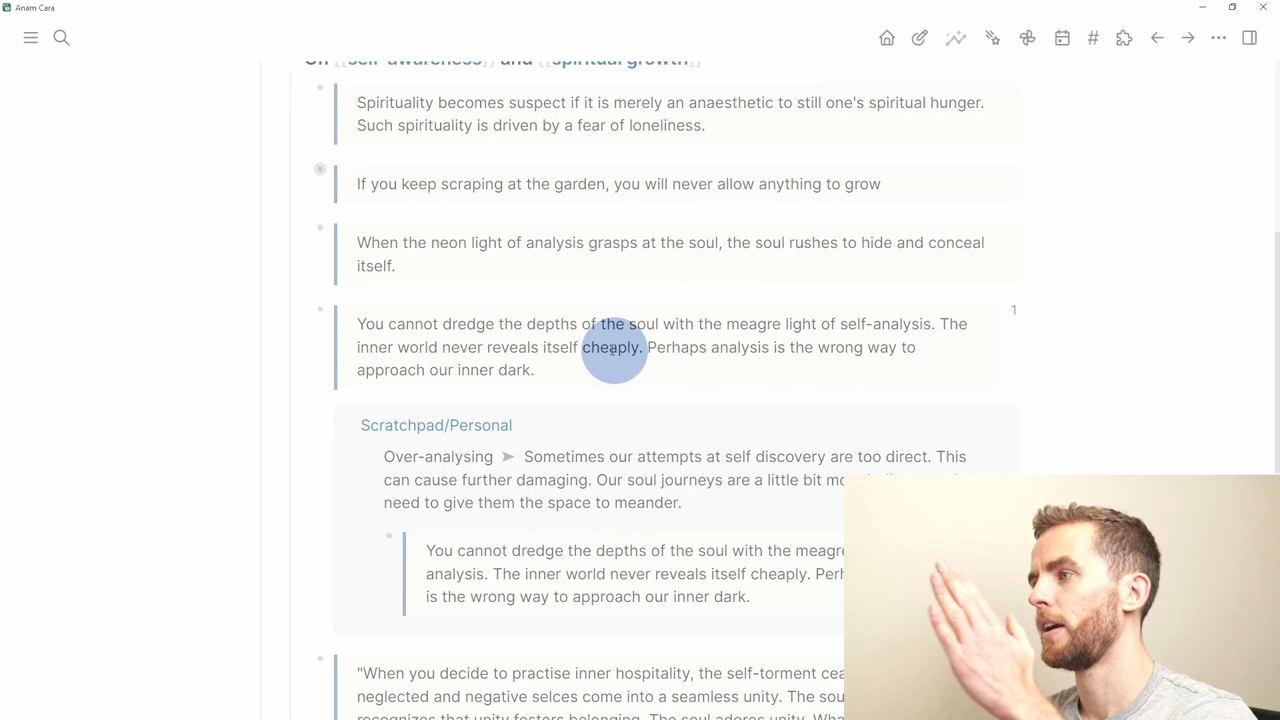 Anam Cara
On [[self-awareness]] and [[spiritual growth]]
Spirituality becomes suspect if it is merely an anaesthetic to still one's spiritual hunger.
Such spirituality is driven by a fear of loneliness.
If you keep scraping at the garden, you will never allow anything to grow
When the neon light of analysis grasps at the soul, the soul rushes to hide and conceal
itself.
1
You cannot dredge the depths of the soul with the meagre light of self-analysis. The
inner world never reveals itself cheaply. Perhaps analysis is the wrong way to
approach our inner dark.
Scratchpad/Personal
Over-analysing ➤ Sometimes our attempts at self discovery are too direct. This
can cause further damaging. Our soul journeys are a little bit
need to give them the space to meander.
You cannot dredge the depths of the soul with the meagre
analysis. The inner world never reveals itself cheaply.
is the wrong way to approach our inner dark.
"When you decide to practise inner hospitality, the self-torment
neglected and negative selces come into a seamless unity. The
recognizes that unity fosters belonging. The soul adores unity.